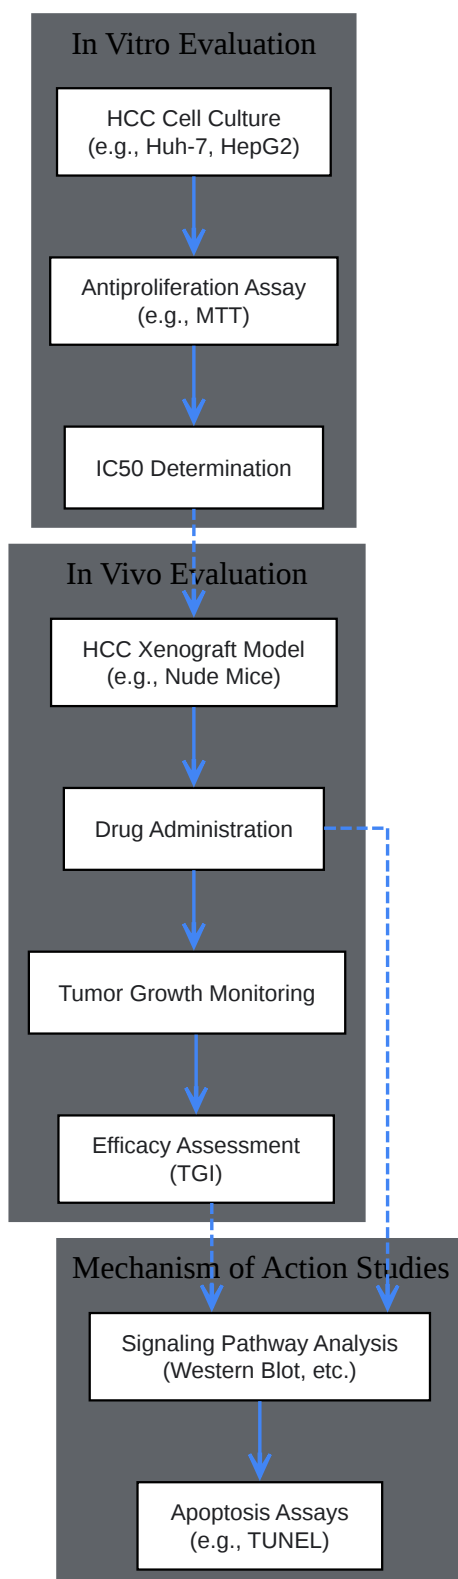 In Vitro Evaluation
HCC Cell Culture
(e.g., Huh-7, HepG2)
Antiproliferation Assay
(e.g., MTT)
IC50 Determination
In Vivo Evaluation
HCC Xenograft Model
(e.g., Nude Mice)
Drug Administration
Tumor Growth Monitoring
Efficacy Assessment
(TGI)
Mechanism of Action Studies
Signaling Pathway Analysis
(Western Blot, etc.)
Apoptosis Assays
(e.g., TUNEL)